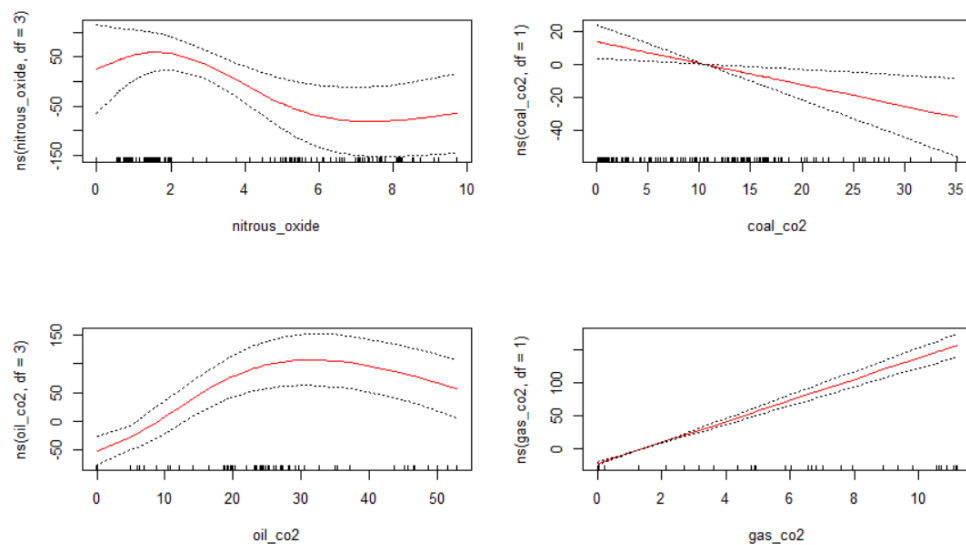 ns(nitrous_oxide, df = 3)
50
-50
-150
0 2 4 6 8 10
nitrous_oxide
ns(coal_co2, df = 1)
20
0
-20
-40
0 5 10 15 20 25 30 35
coal_co2
ns(oil_co2, df = 3)
150
50
0
-50
0 10 20 30 40 50
oil_co2
ns(gas_co2, df = 1)
100
50
0
0 2 4 6 8 10
gas_co2